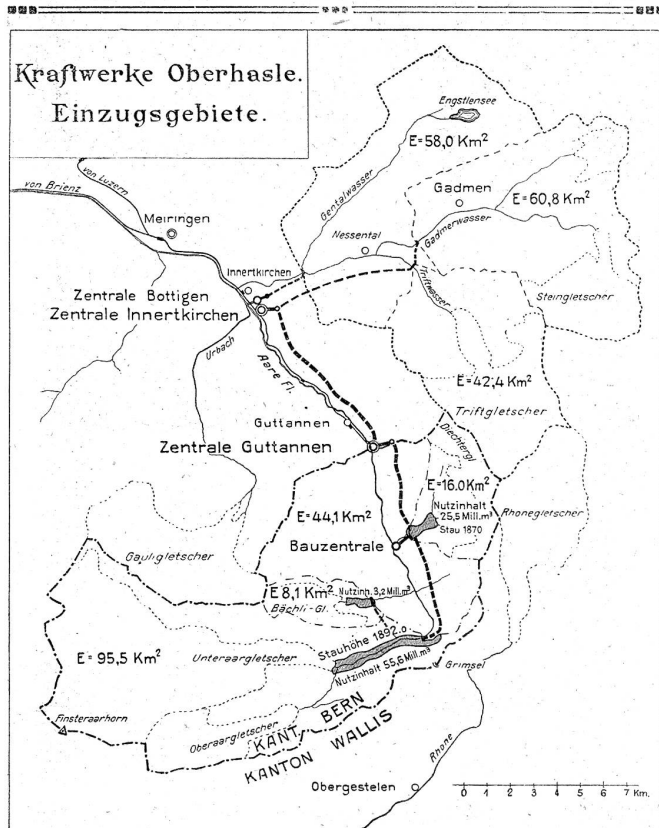 Kraftwerke Oberhasle.
Einzugsgebiete.
Engstlensee
E=58,0 Km²
Gentalwasser
Gadmen
E=60,8 Km²
von Luzern
von Brienz
Meiringen
Nessental
Gadmerwasser
Innertkirchen
Triftwasser
Zentrale Bottigen
Zentrale Innertkirchen
Steingletscher
Urbach
Aare Fl.
E=42,4 Km²
Triftgletscher
Guttannen
Zentrale Guttannen
Diechtergl.
E=16.0 Km²
Nutzinhalt
25,5 Mill.m³
Stau 1870
Rhonegletscher
E=44,1 Km²
Bauzentrale
Gauligletscher
E 8,1 Km²
Nutzinh. 3,2 Mill.m³
Bächli-Gl.
Stauhöhe 1892.o
E=95,5 Km²
Unteraargletscher
Nutzinhalt 55,6 Mill.m³
Grimsel
Finsteraarhorn
Oberaargletscher
KANT. BERN
KANTON WALLIS
Rhone
Obergestelen
0 1 2 3 4 5 6 7 Km.